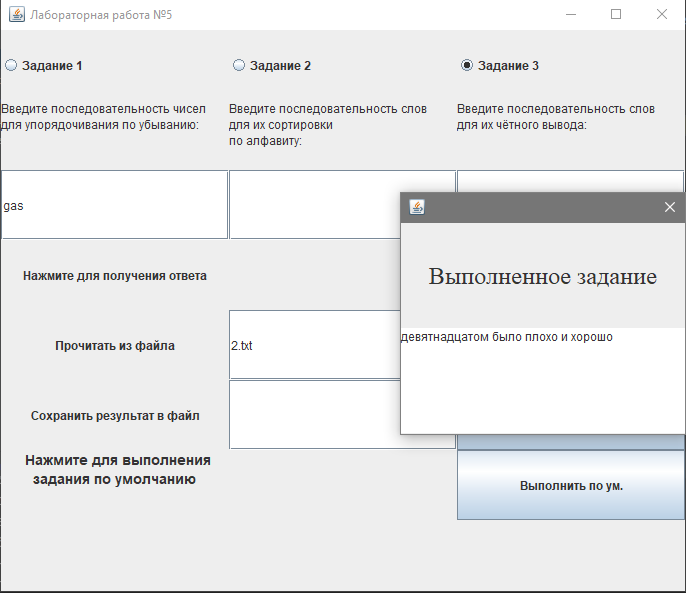 Лабораторная работа №5
Задание 1
Задание 2
Задание 3
Введите последовательность чисел
для упорядочивания по убыванию:
Введите последовательность слов
для их сортировки
по алфавиту:
Введите последовательность слов
для их чётного вывода:
gas
Нажмите для получения ответа
Выполненное задание
девятнадцатом было плохо и хорошо
Прочитать из файла
2.txt
Сохранить результат в файл
Нажмите для выполнения
задания по умолчанию
Выполнить по ум.